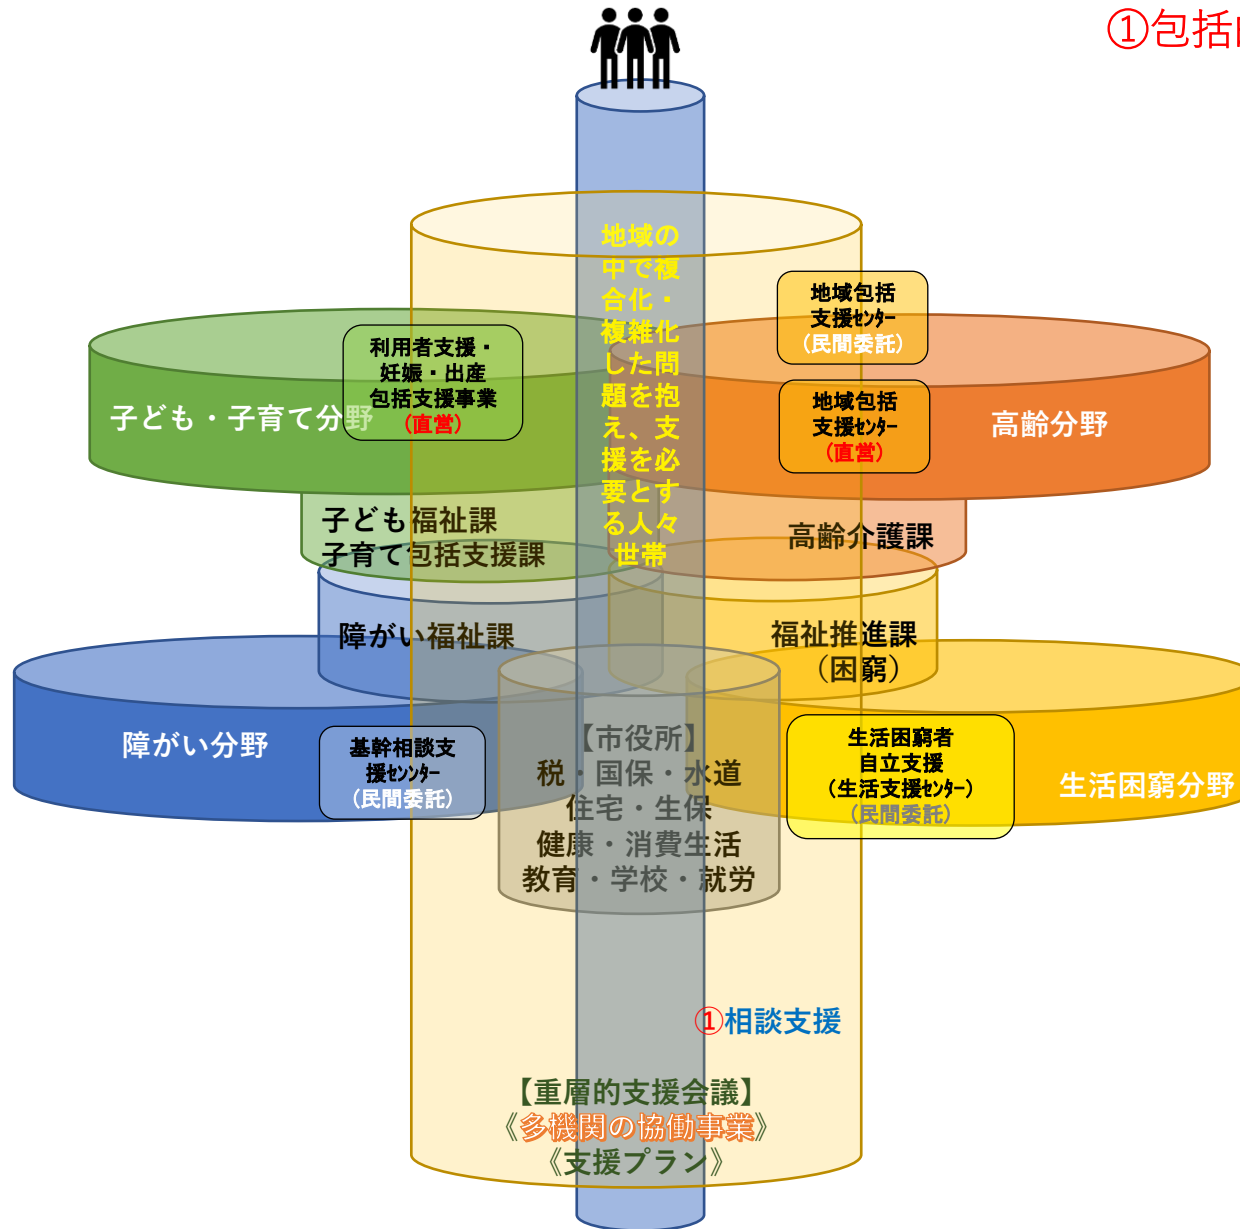 ①包括
地域の
中で複
合化・
複雑化
した問
題を抱
え、支
援を必
要とす
る人々
世帯
地域包括
支援センター
（民間委託）
利用者支援・
妊娠・出産
包括支援事業
（直営）
子ども・子育て分野
地域包括
支援センター
（直営）
高齢分野
子ども福祉課
子育て包括支援課
高齢介護課
障がい福祉課
福祉推進課
（困窮）
障がい分野
基幹相談支
援センンター
（民間委託）
【市役所】
税・国保・水道
住宅・生保
健康・消費生活
教育・学校・就労
生活困窮者
自立支援
（生活支援センター）
（民間委託）
生活困窮分野
①相談支援
【重層的支援会議】
《多機関の協働事業》
《支援プラン》